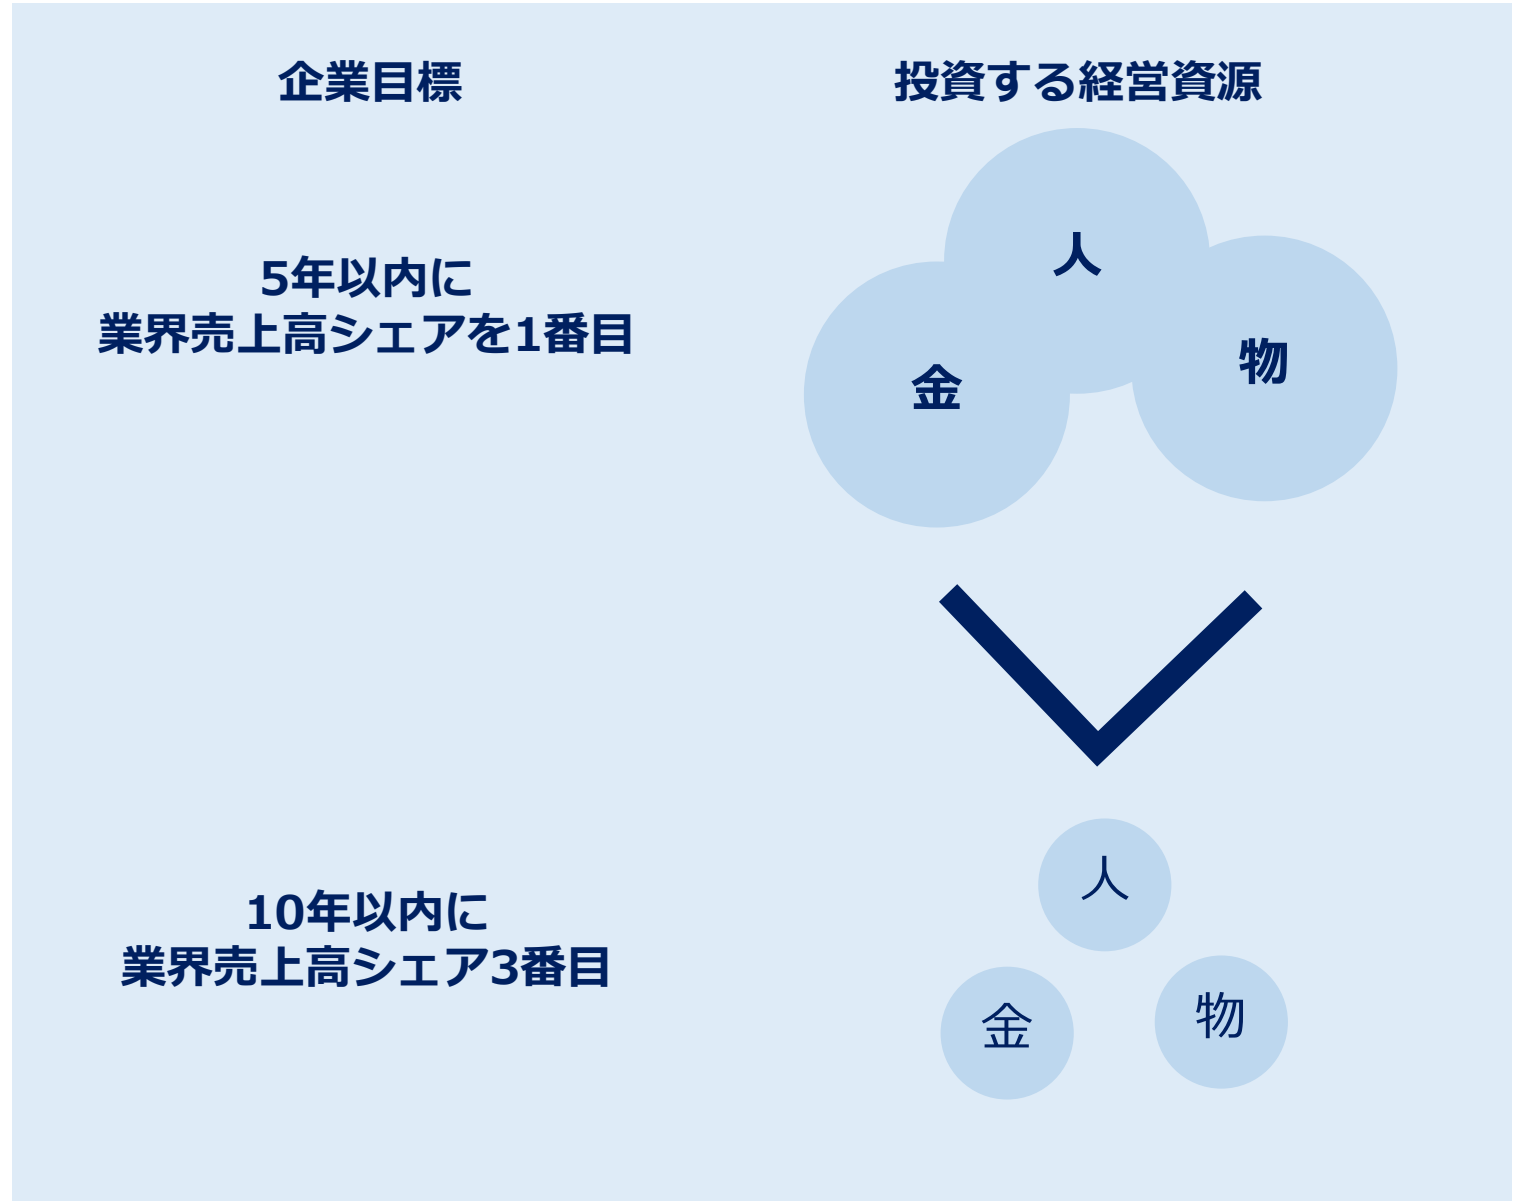 企業目標
投資する経営資源
5年以内に
業界売上高シェアを1番目
人
物
金
10年以内に
業界売上高シェア3番目
人
金
物